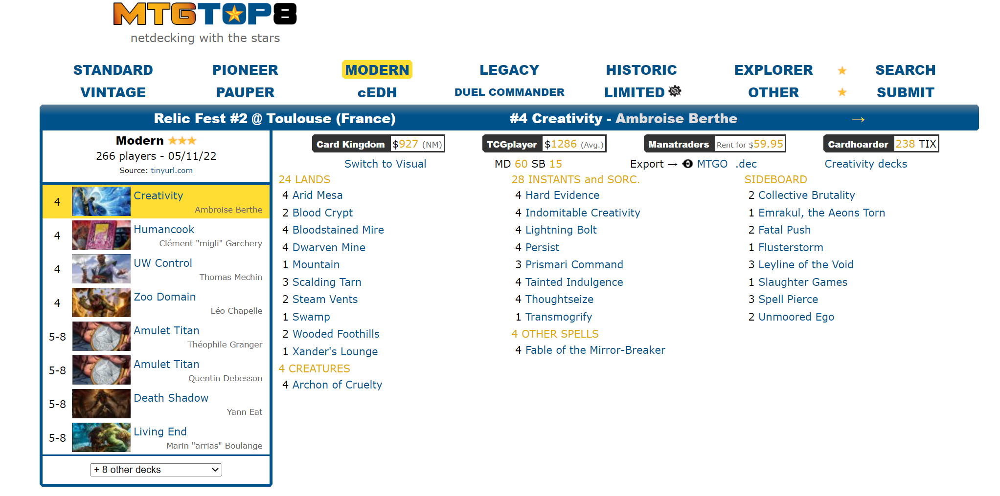 MTGTOP8
netdecking with the stars
STANDARD PIONEER MODERN LEGACY HISTORIC EXPLORER SEARCH
VINTAGE PAUPER cEDH DUEL COMMANDER LIMITED OTHER SUBMIT
Relic Fest #2 @ Toulouse (France) #4 Creativity - Ambroise Berthe →
Modern
266 players - 05/11/22
Source: tinyurl.com
4 Creativity
Ambroise Berthe
4 Humancook
Clément "migli" Garchery
4 UW Control
Thomas Mechin
4 Zoo Domain
Léo Chapelle
5-8 Amulet Titan
Théophile Granger
5-8 Amulet Titan
Quentin Debesson
5-8 Death Shadow
Yann Eat
5-8 Living End
Marin "arrias" Boulange
+ 8 other decks
Card Kingdom $927 (NM) TCGplayer $1286 (Avg.) Manatraders Rent for $59.95 Cardhoarder 238 TIX
Switch to Visual MD 60 SB 15 Export → MTGO .dec Creativity decks
24 LANDS
4 Arid Mesa
2 Blood Crypt
4 Bloodstained Mire
4 Dwarven Mine
1 Mountain
3 Scalding Tarn
2 Steam Vents
1 Swamp
2 Wooded Foothills
1 Xander's Lounge
4 CREATURES
4 Archon of Cruelty
28 INSTANTS and SORC.
4 Hard Evidence
4 Indomitable Creativity
4 Lightning Bolt
4 Persist
3 Prismari Command
4 Tainted Indulgence
4 Thoughtseize
1 Transmogrify
4 OTHER SPELLS
4 Fable of the Mirror-Breaker
SIDEBOARD
2 Collective Brutality
1 Emrakul, the Aeons Torn
2 Fatal Push
1 Flusterstorm
3 Leyline of the Void
1 Slaughter Games
3 Spell Pierce
2 Unmoored Ego